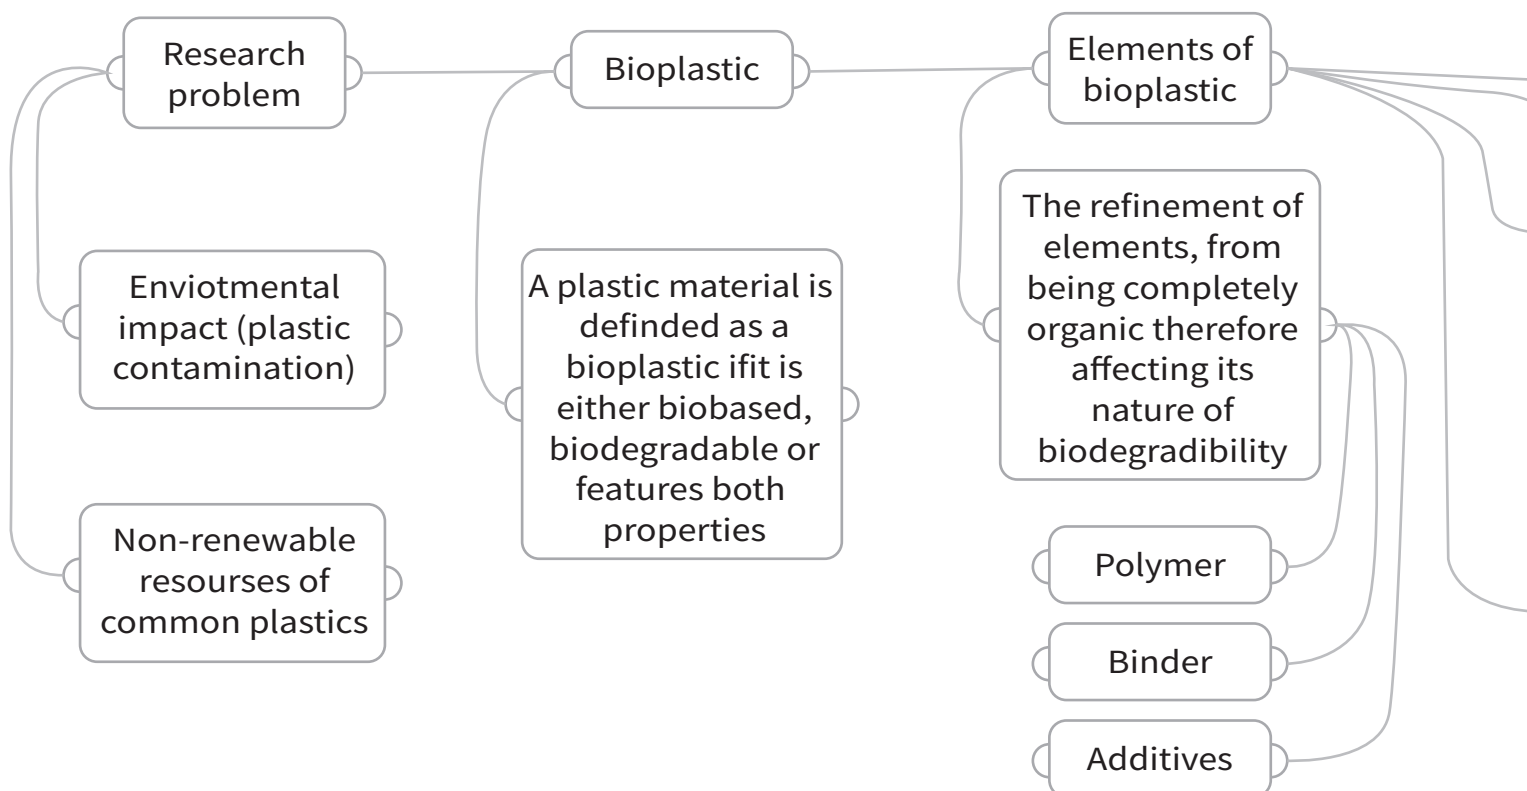 Research
problem
Bioplastic
Elements of
bioplastic
Enviotmental
impact (plastic
contamination)
Non-renewable
resourses of
common plastics
A plastic material is
definded as a
bioplastic ifit is
either biobased,
biodegradable or
features both
properties
The refinement of
elements, from
being completely
organic therefore
affecting its
nature of
biodegradibility
Polymer
Binder
Additives